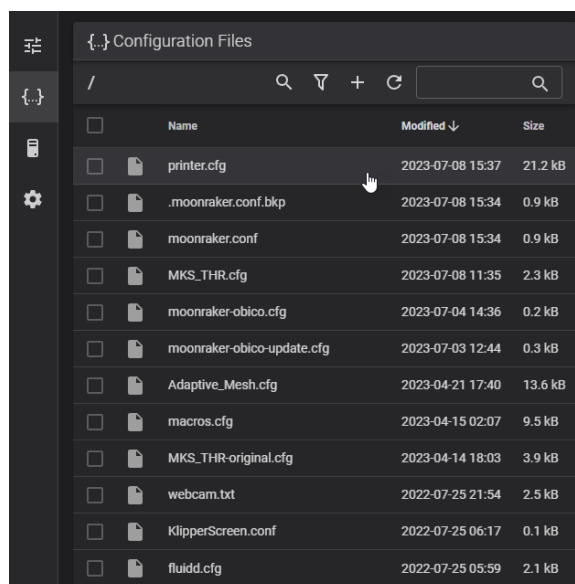 {...} Configuration Files
/
{...}
Name Modified Size
printer.cfg 2023-07-08 15:37 21.2 kB
.moonraker.conf.bkp 2023-07-08 15:34 0.9 kB
moonraker.conf 2023-07-08 15:34 0.9 kB
MKS_THR.cfg 2023-07-08 11:35 2.3 kB
moonraker-obico.cfg 2023-07-04 14:36 0.2 kB
moonraker-obico-update.cfg 2023-07-03 12:44 0.3 kB
Adaptive_Mesh.cfg 2023-04-21 17:40 13.6 kB
macros.cfg 2023-04-15 02:07 9.5 kB
MKS_THR-original.cfg 2023-04-14 18:03 3.9 kB
webcam.txt 2022-07-25 21:54 2.5 kB
KlipperScreen.conf 2022-07-25 06:17 0.1 kB
fluidd.cfg 2022-07-25 05:59 2.1 kB